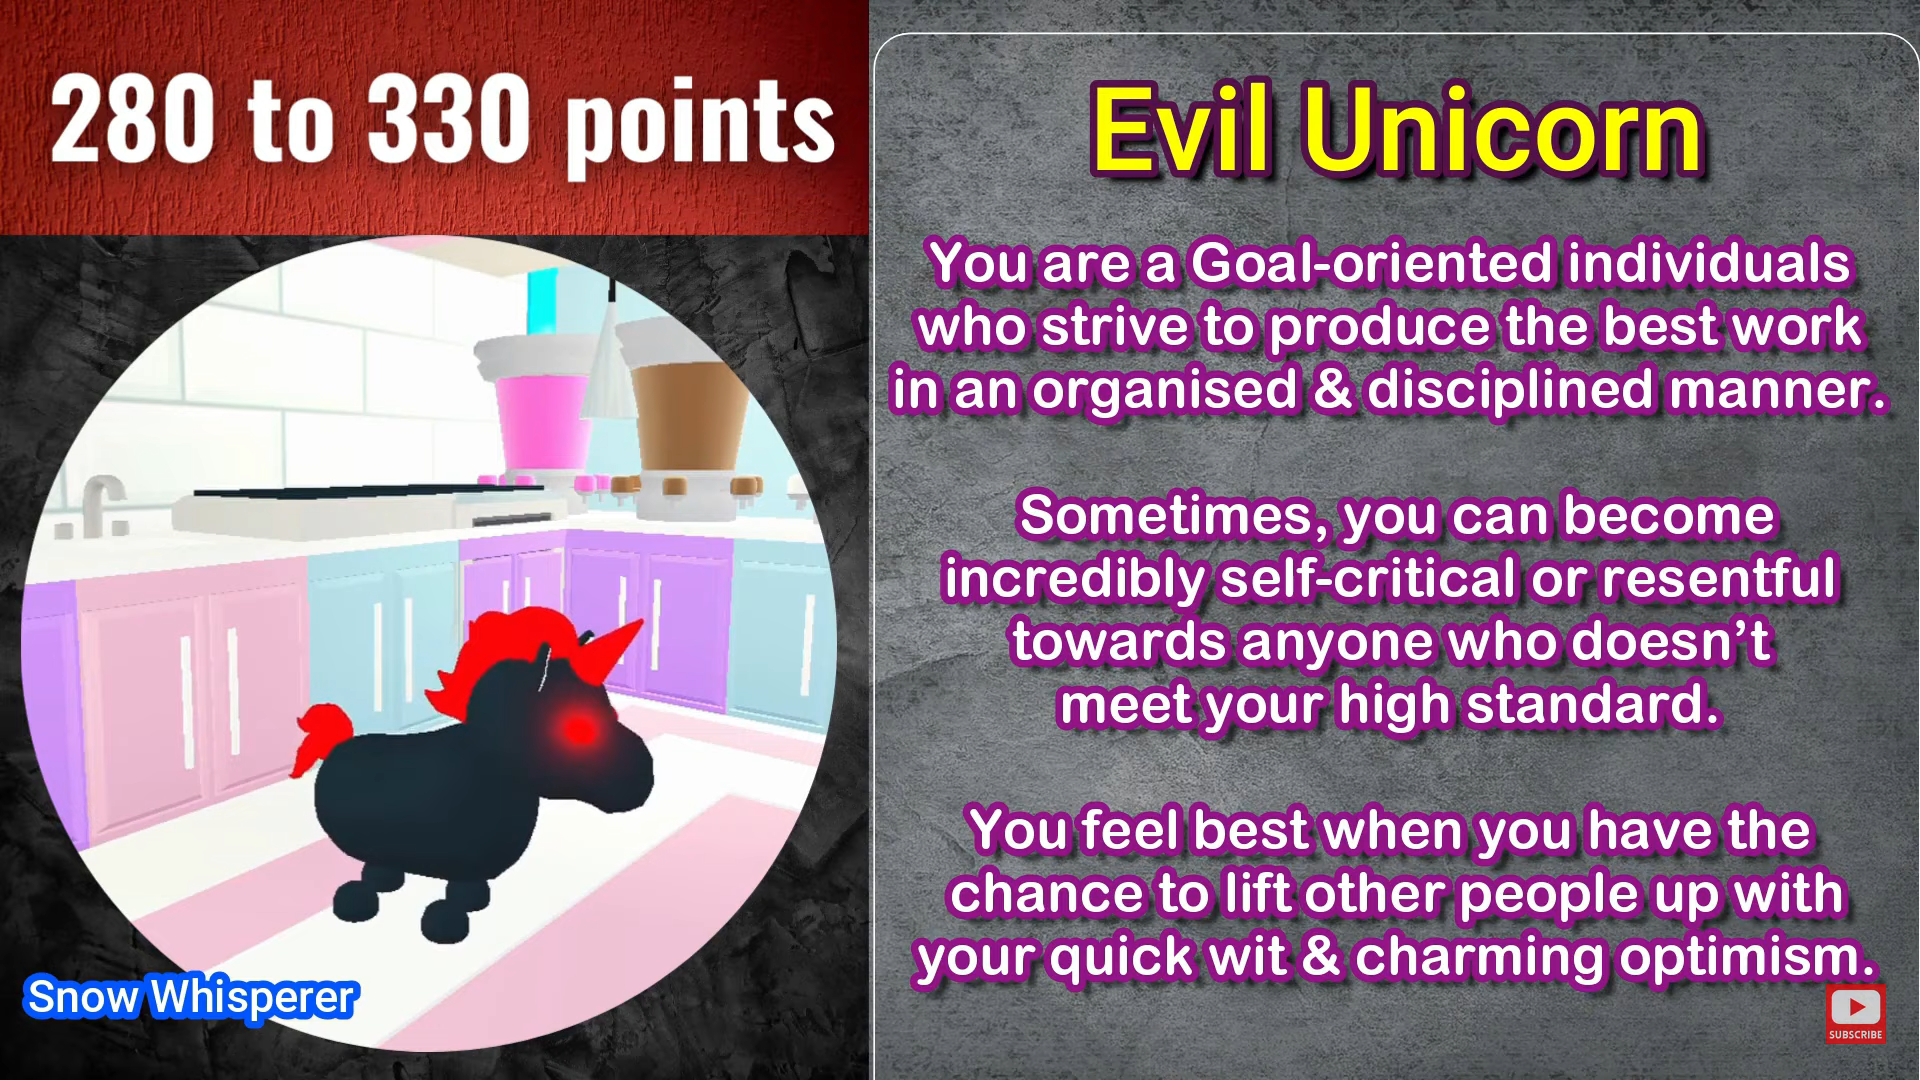 280 to 330 points
Evil Unicorn
You are a Goal-oriented individuals
who strive to produce the best work
in an organised & disciplined manner.
Sometimes, you can become
incredibly self-critical or resentful
towards anyone who doesn’t
meet your high standard.
You feel best when you have the
chance to lift other people up with
your quick wit & charming optimism.
Snow Whisperer
SUBSCRIBE